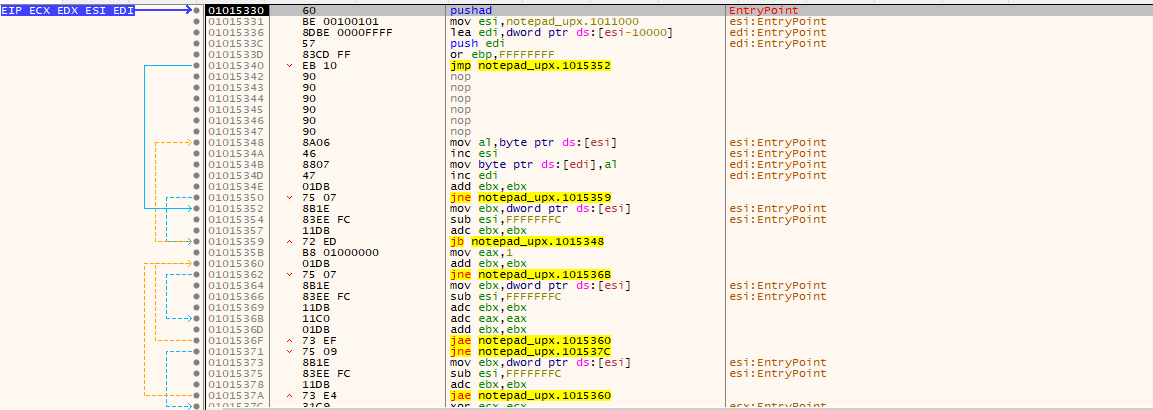 EIP ECX EDX ESI EDI 01015330 60 pushad EntryPoint
01015331 BE 00100101 mov esi,notepad_upx.1011000 esi:EntryPoint
01015336 8DBE 0000FFFF lea edi,dword ptr ds:[esi-10000] edi:EntryPoint
0101533C 57 push edi edi:EntryPoint
0101533D 83CD FF or ebp,FFFFFFFF
01015340 EB 10 jmp notepad_upx.1015352
01015342 90 nop
01015343 90 nop
01015344 90 nop
01015345 90 nop
01015346 90 nop
01015347 90 nop
01015348 8A06 mov al,byte ptr ds:[esi] esi:EntryPoint
0101534A 46 inc esi esi:EntryPoint
0101534B 8807 mov byte ptr ds:[edi],al edi:EntryPoint
0101534D 47 inc edi edi:EntryPoint
0101534E 01DB add ebx,ebx
01015350 75 07 jne notepad_upx.1015359
01015352 8B1E mov ebx,dword ptr ds:[esi] esi:EntryPoint
01015354 83EE FC sub esi,FFFFFFFC esi:EntryPoint
01015357 11DB adc ebx,ebx
01015359 72 ED jb notepad_upx.1015348
0101535B B8 01000000 mov eax,1
01015360 01DB add ebx,ebx
01015362 75 07 jne notepad_upx.101536B
01015364 8B1E mov ebx,dword ptr ds:[esi] esi:EntryPoint
01015366 83EE FC sub esi,FFFFFFFC esi:EntryPoint
01015369 11DB adc ebx,ebx
0101536B 11C0 adc eax,eax
0101536D 01DB add ebx,ebx
0101536F 73 EF jae notepad_upx.1015360
01015371 75 09 jne notepad_upx.101537C
01015373 8B1E mov ebx,dword ptr ds:[esi] esi:EntryPoint
01015375 83EE FC sub esi,FFFFFFFC esi:EntryPoint
01015378 11DB adc ebx,ebx
0101537A 73 E4 jae notepad_upx.1015360
0101537C 31C9 xor ecx,ecx ecx:EntryPoint